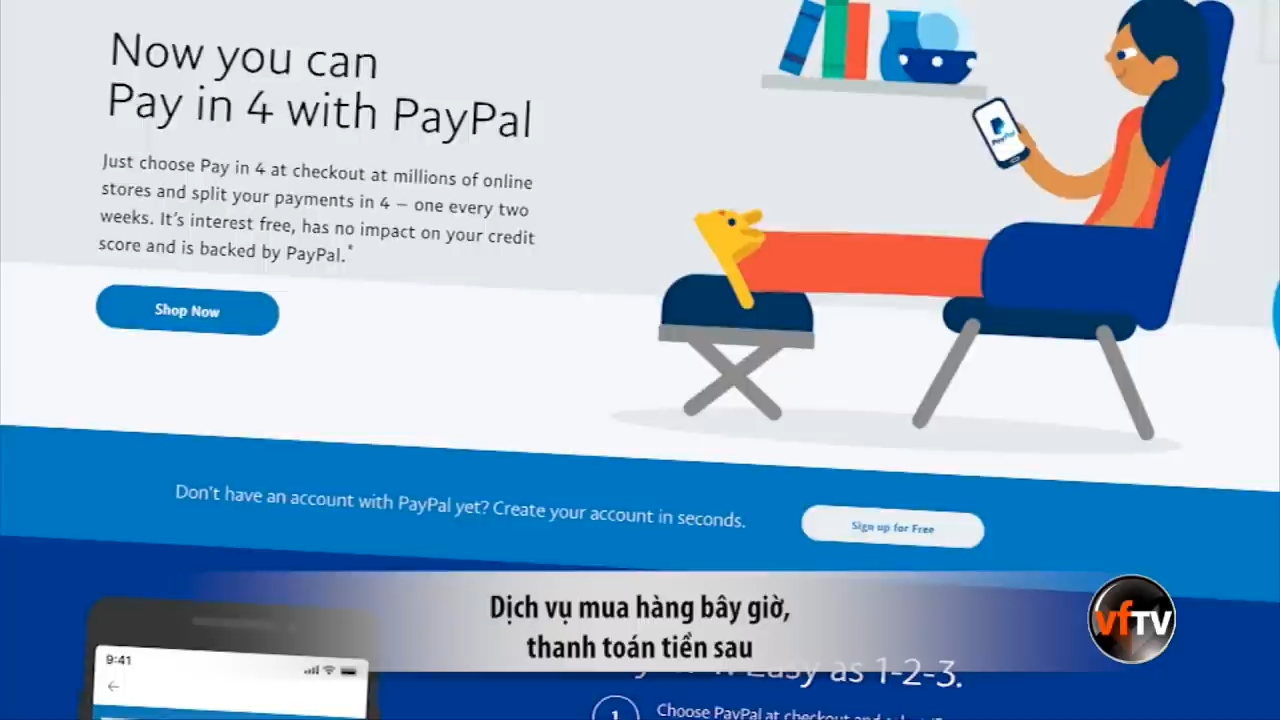 Now you can
Pay in 4 with PayPal
Just choose Pay in 4 at checkout at millions of online
stores and split your payments in 4 – one every two
weeks. It's interest free, has no impact on your credit
score and is backed by PayPal.*
Shop Now
PayPal
Don't have an account with PayPal yet? Create your account in seconds.
Sign up for Free
Dịch vụ mua hàng bây giờ,
thanh toán tiền sau
vfTV
9:41
Easy as 1-2-3.
1
Choose PayPal at checkout and